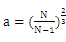 a = (N/(N−1))^(2/3)